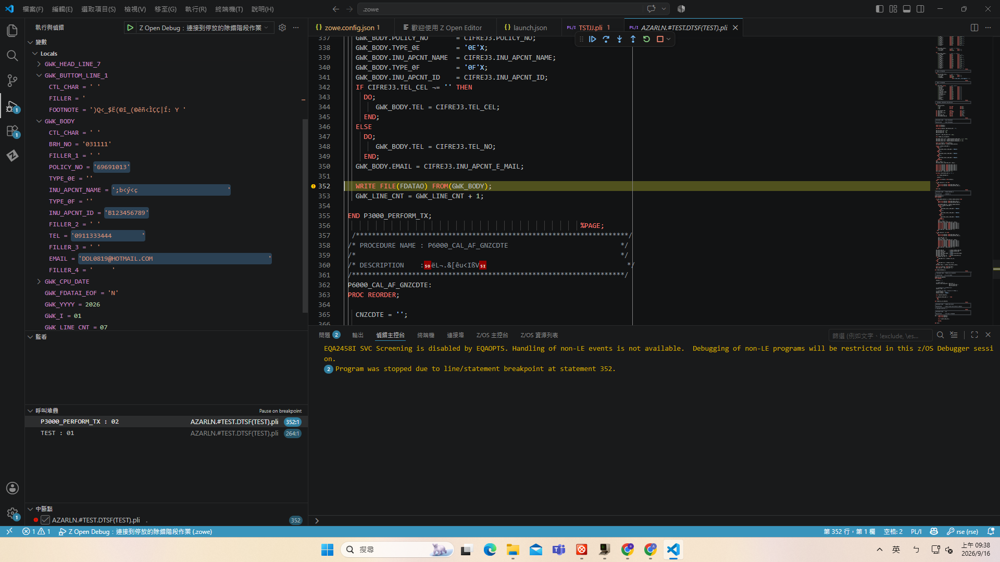 檔案(F) 編輯(E) 選取項目(S) 檢視(V) 移至(G) 執行(R) 終端機(T) 說明(H)
.zowe
執行與偵錯
Z Open Debug：連接到停放的除錯階段作業
zowe.config.json 1
歡迎使用 Z Open Editor
launch.json
PL/I TSTJJ.pli 1
PL/I AZARLN.#TEST.DTSF(TEST).pli
變數
Locals
GWK_HEAD_LINE_7
GWK_BUTTOM_LINE_1
CTL_CHAR = ' '
FILLER = '
FOOTNOTE = ')Q<_$Ë(©î_(©êñ<ÌÇÇ|Í: Y '
GWK_BODY
CTL_CHAR = ' '
BRH_NO = '031111'
FILLER_1 = ' '
POLICY_NO = '69691013'
TYPE_0E = ''
INU_APCNT_NAME = ';b<ý<ç '
TYPE_0F = ''
INU_APCNT_ID = 'B123456789'
FILLER_2 = ' '
TEL = '0911333444 '
FILLER_3 = ' '
EMAIL = 'DOL0819@HOTMAIL.COM '
FILLER_4 = ' '
GWK_CPU_DATE
GWK_FDATAI_EOF = 'N'
GWK_YYYY = 2026
GWK_I = 01
GWK_LINE_CNT = 07
監看
呼叫堆疊
Pause on breakpoint
P3000_PERFORM_TX : 02 AZARLN.#TEST.DTSF(TEST).pli 352:1
TEST : 01 AZARLN.#TEST.DTSF(TEST).pli 264:1
中斷點
AZARLN.#TEST.DTSF(TEST).pli . 352
337 GWK_BODY.POLICY_NO = CIFREJ3.POLICY_NO;
338 GWK_BODY.TYPE_0E = '0E'X;
339 GWK_BODY.INU_APCNT_NAME = CIFREJ3.INU_APCNT_NAME;
340 GWK_BODY.TYPE_0F = '0F'X;
341 GWK_BODY.INU_APCNT_ID = CIFREJ3.INU_APCNT_ID;
342 IF CIFREJ3.TEL_CEL ¬= '' THEN
343 DO;
344 GWK_BODY.TEL = CIFREJ3.TEL_CEL;
345 END;
346 ELSE
347 DO;
348 GWK_BODY.TEL = CIFREJ3.TEL_NO;
349 END;
350 GWK_BODY.EMAIL = CIFREJ3.INU_APCNT_E_MAIL;
351
352 WRITE FILE(FDATAO) FROM(GWK_BODY);
353 GWK_LINE_CNT = GWK_LINE_CNT + 1;
354
355 END P3000_PERFORM_TX;
356 %PAGE;
357 /********************************************************************/
358 /* PROCEDURE NAME : P6000_CAL_AF_GNZCDTE */
359 /* */
360 /* DESCRIPTION :SOëL¬.&[êu<IßVSI */
361 /********************************************************************/
362 P6000_CAL_AF_GNZCDTE:
363 PROC REORDER;
364
365 CNZCDTE = '';
366
問題 2 輸出 偵錯主控台 終端機 連接埠 Z/OS 主控台 Z/OS 資源列表
篩選 (例如文字、!exclude, \es...
EQA2458I SVC Screening is disabled by EQAOPTS. Handling of non-LE events is not available. Debugging of non-LE programs will be restricted in this z/OS Debugger sessi
on.
2 Program was stopped due to line/statement breakpoint at statement 352.
1 1 Z Open Debug：連接到停放的除錯階段作業 (.zowe)
第 352 行，第 1 欄 空格: 2 PL/I rse (rse)
搜尋
英 ㄅ
上午 09:38
2026/9/16